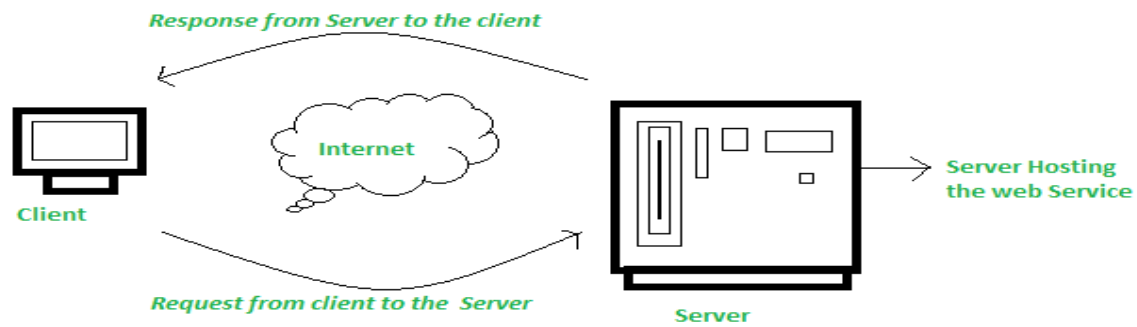 Response from Server to the client
Internet
Client
Server Hosting
the web Service
Request from client to the Server
Server